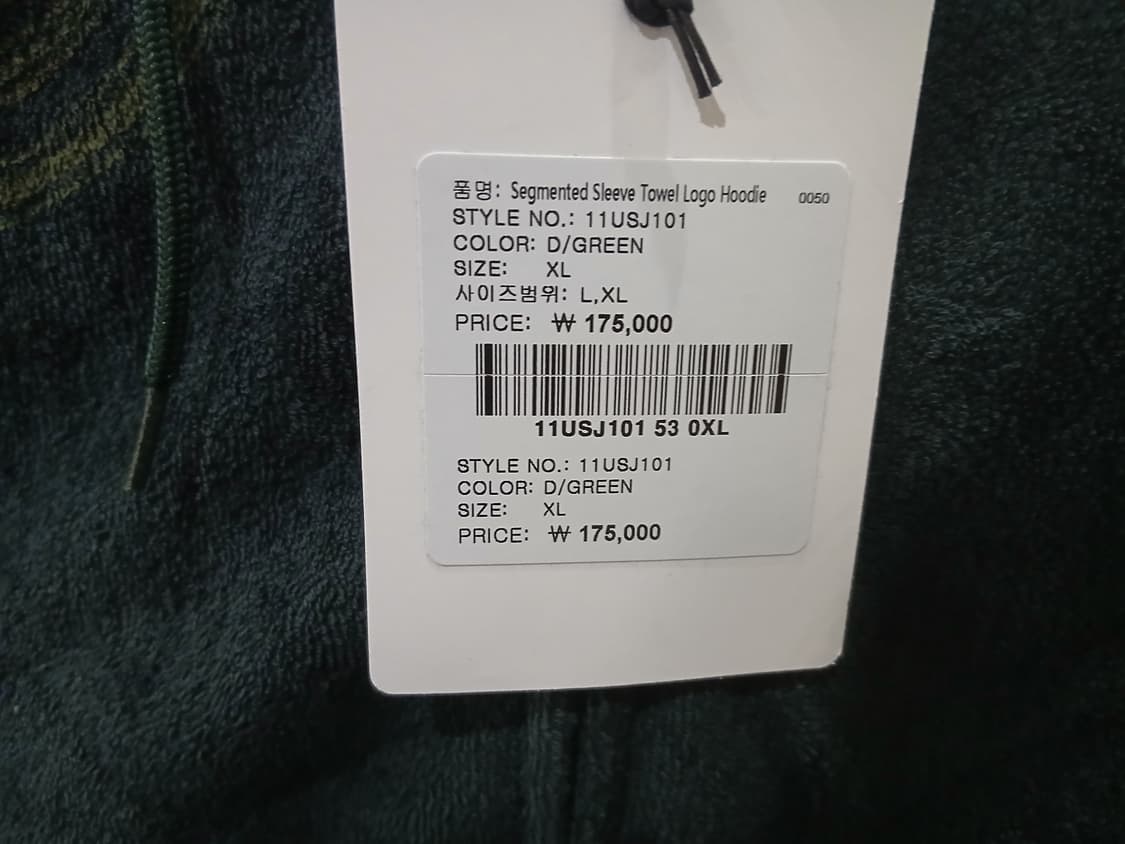 품명: Segmented Sleeve Towel Logo Hoodie 0050
STYLE NO.: 11USJ101
COLOR: D/GREEN
SIZE: XL
사이즈범위: L,XL
PRICE: ₩ 175,000
11USJ101 53 0XL
STYLE NO.: 11USJ101
COLOR: D/GREEN
SIZE: XL
PRICE: ₩ 175,000